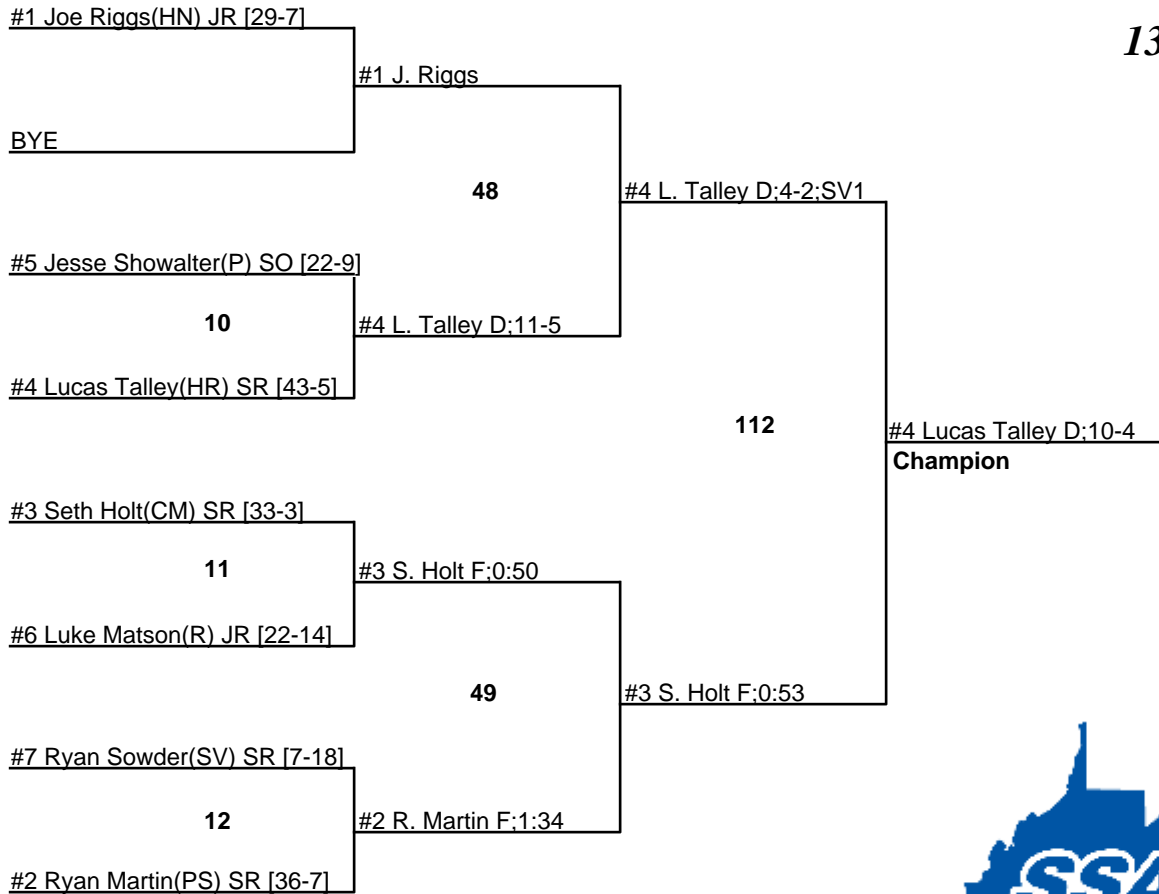 #1 Joe Riggs(HN) JR [29-7]
13
#1 J. Riggs
BYE
48
#4 L. Talley D;4-2;SV1
#5 Jesse Showalter(P) SO [22-9]
10
#4 L. Talley D;11-5
#4 Lucas Talley(HR) SR [43-5]
112
#4 Lucas Talley D;10-4
Champion
#3 Seth Holt(CM) SR [33-3]
11
#3 S. Holt F;0:50
#6 Luke Matson(R) JR [22-14]
49
#3 S. Holt F;0:53
#7 Ryan Sowder(SV) SR [7-18]
12
#2 R. Martin F;1:34
#2 Ryan Martin(PS) SR [36-7]